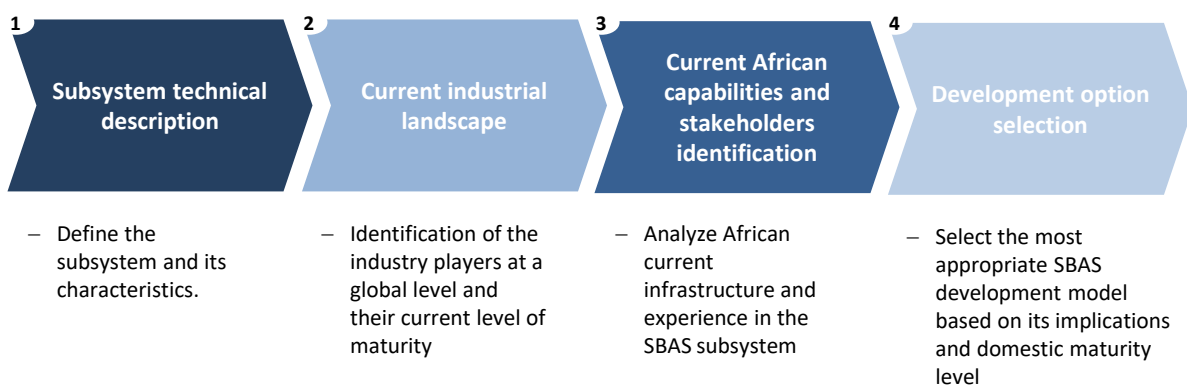 1
Subsystem technical
description
– Define the
subsystem and its
characteristics.
2
Current industrial
landscape
– Identification of the
industry players at a
global level and
their current level of
maturity
3
Current African
capabilities and
stakeholders
identification
– Analyze African
current
infrastructure and
experience in the
SBAS subsystem
4
Development option
selection
– Select the most
appropriate SBAS
development model
based on its implications
and domestic maturity
level